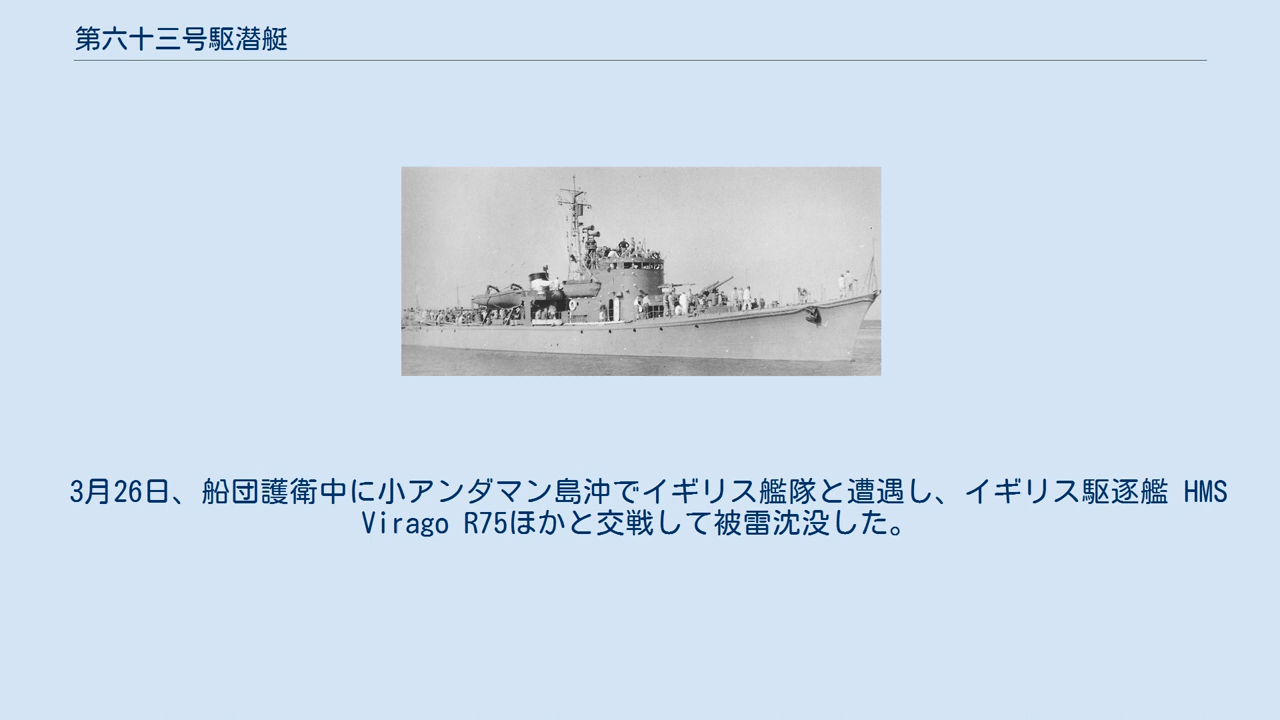 第六十三号駆潜艇
3月26日、船団護衛中に小アンダマン島沖でイギリス艦隊と遭遇し、イギリス駆逐艦 HMS
Virago R75ほかと交戦して被雷沈没した。